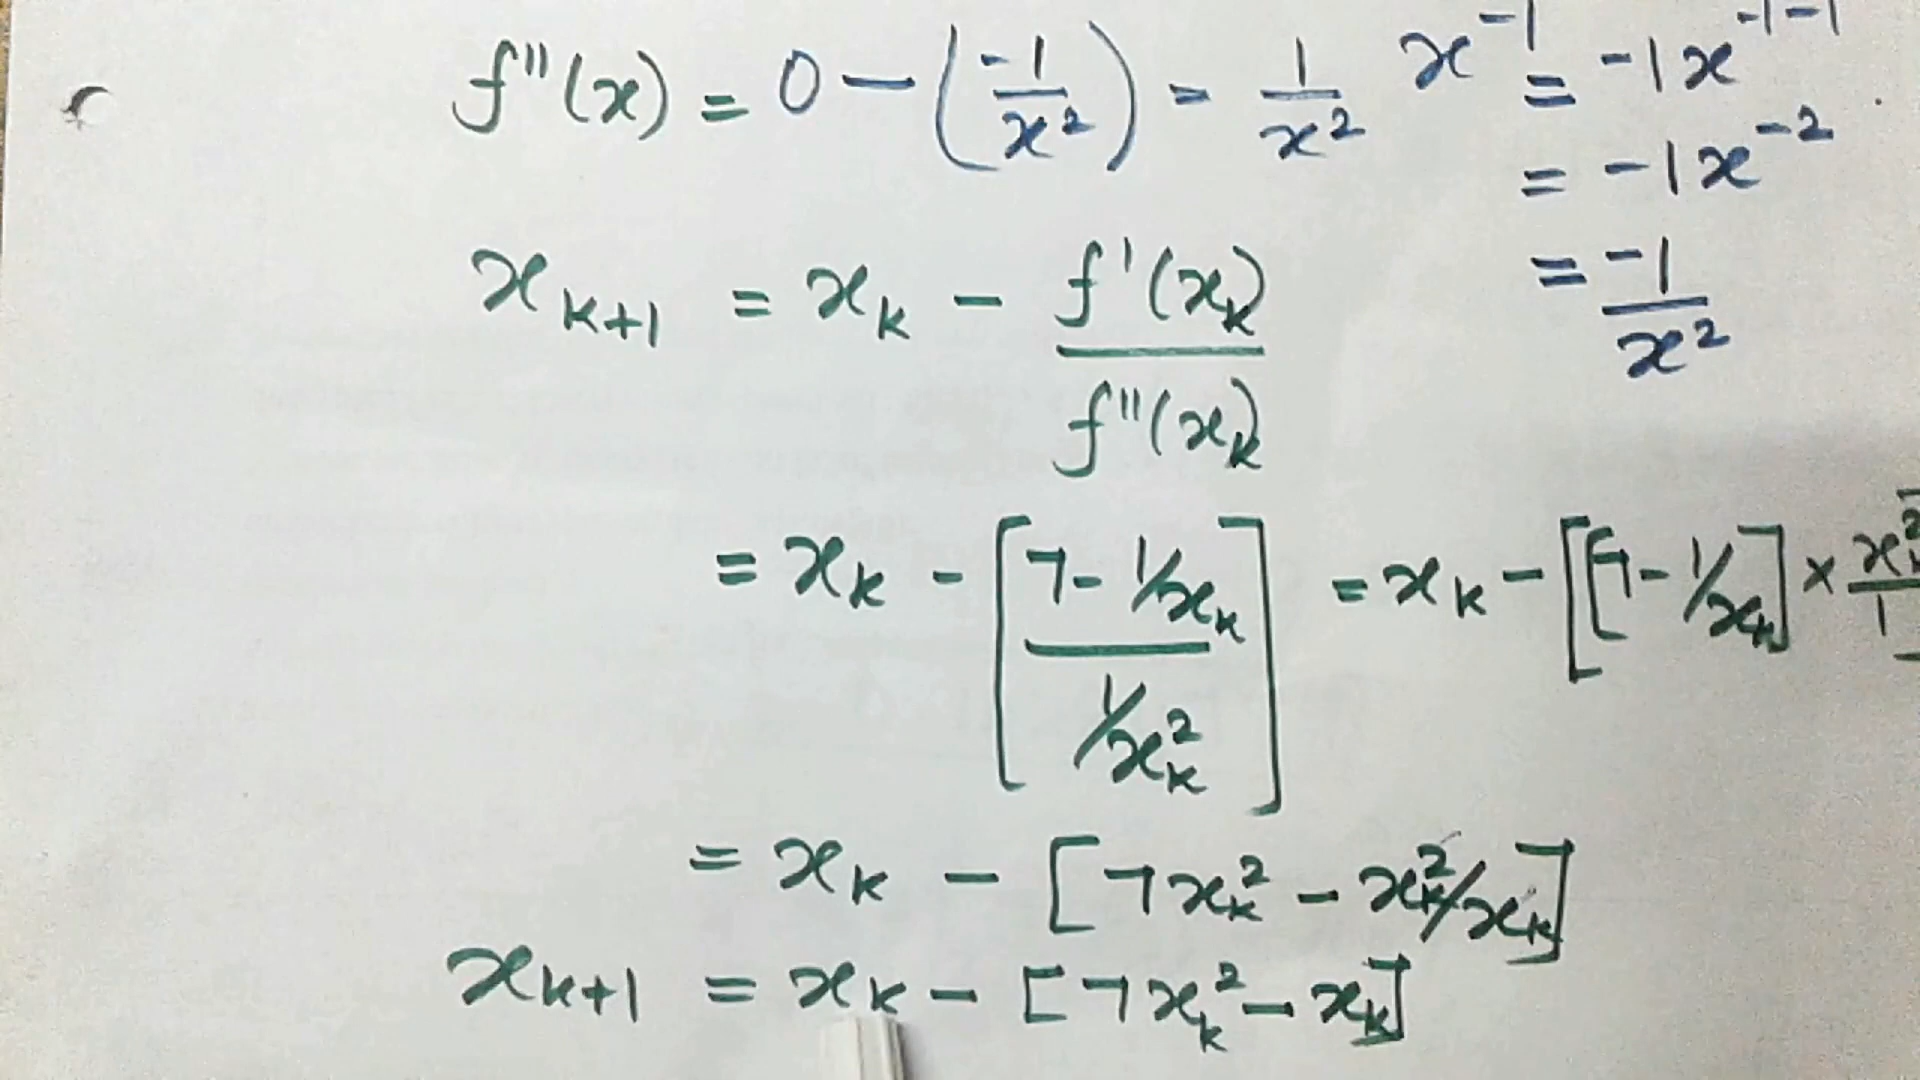 f''(x) = 0 - (-1/x²) = 1/x²
x⁻¹ = -1x⁻¹⁻¹
= -1x⁻²
= -1/x²
x_{k+1} = x_k - f'(x_k)/f''(x_k)
= x_k - [7 - 1/x_k / 1/x_k²] = x_k - [[7 - 1/x_k] × x_k²/1]
= x_k - [7x_k² - x_k²/x_k]
x_{k+1} = x_k - [7x_k² - x_k]